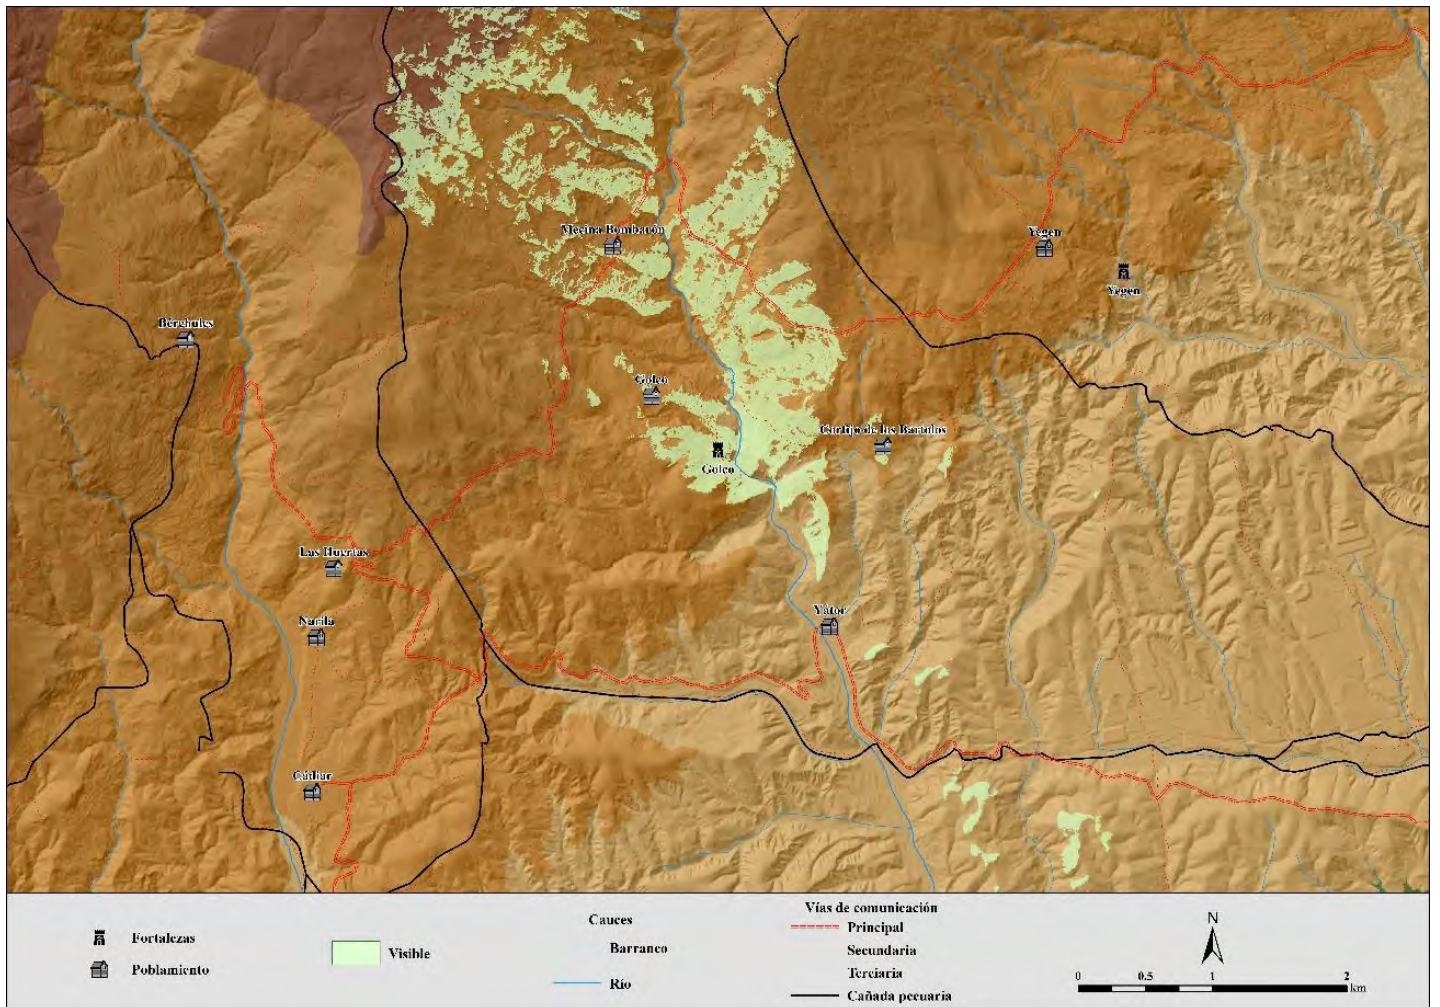 Mecina Bombarón
Yegen
Yegen
Bérchules
Golco
Golco
Cortijo de los Bartolos
Las Huertas
Narila
Yátor
Cádiar
Fortalezas
Poblamiento
Visible
Cauces
Barranco
Río
Vías de comunicación
Principal
Secundaria
Terciaria
Cañada pecuaria
N
0 0.5 1 2
km